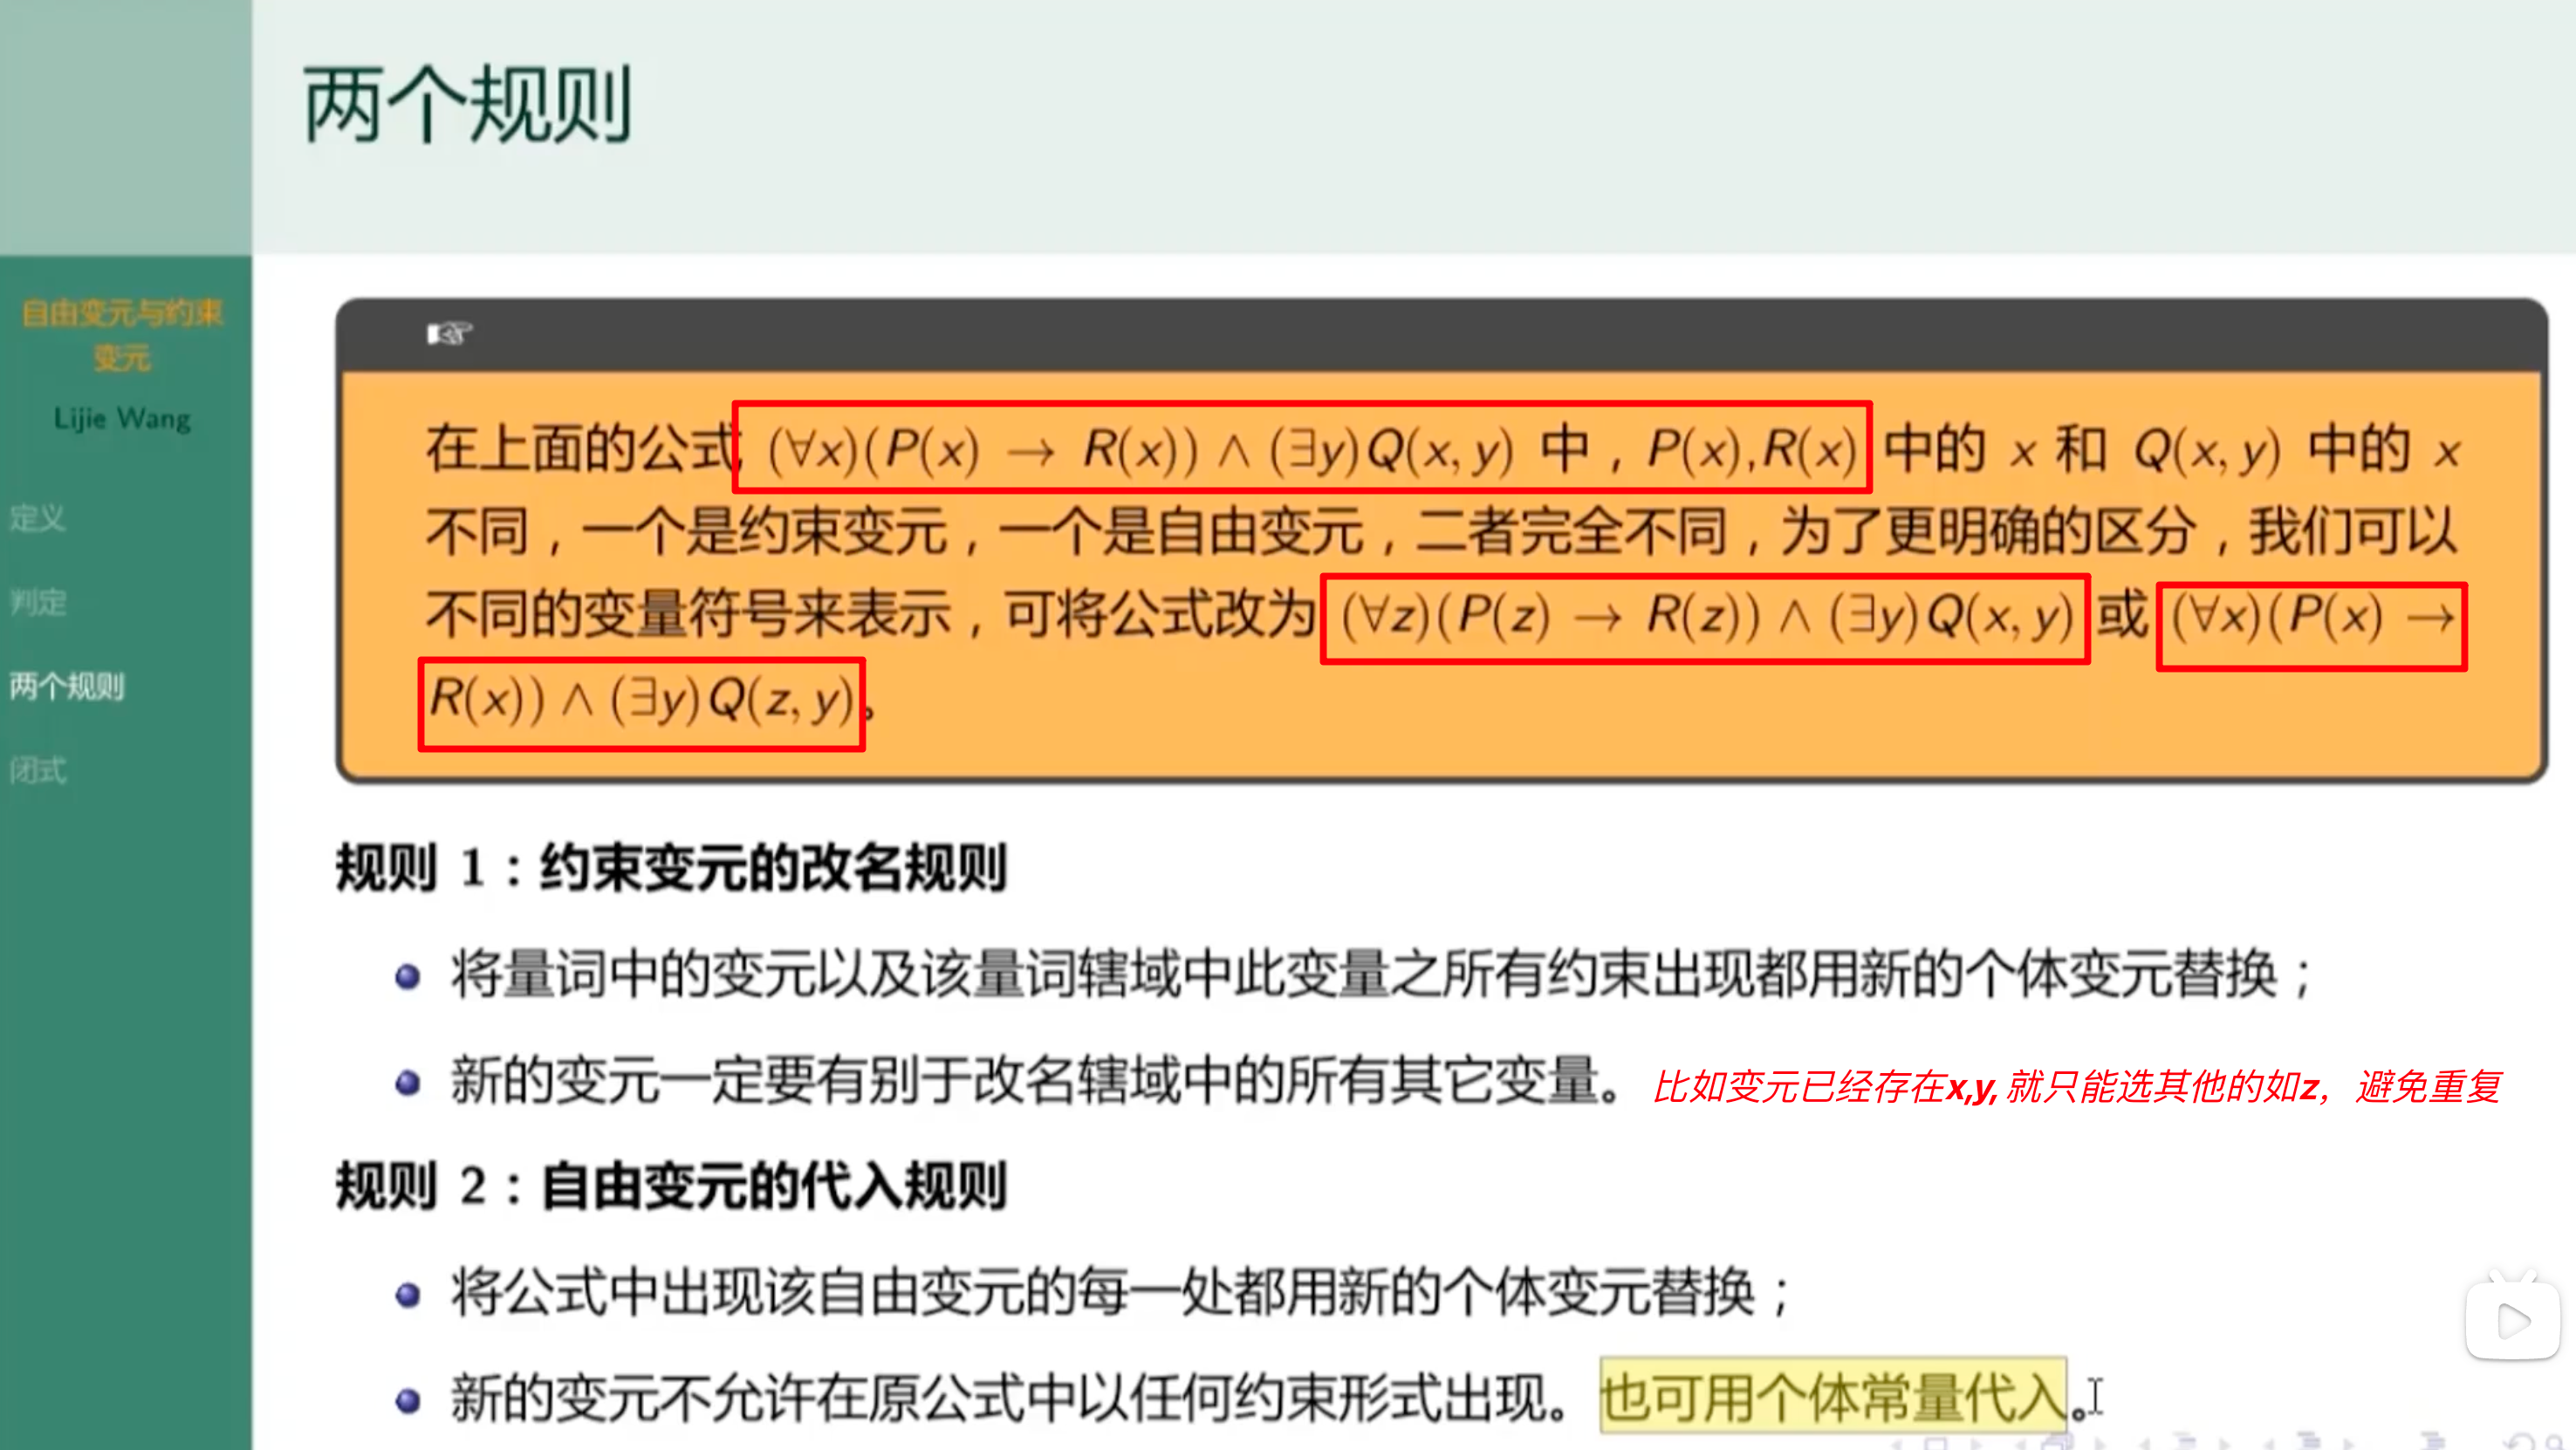 两个规则
自由变元与约束
变元
Lijie Wang
定义
判定
两个规则
闭式
在上面的公式 (∀x)(P(x) → R(x)) ∧ (∃y)Q(x, y) 中，P(x),R(x) 中的 x 和 Q(x, y) 中的 x
不同，一个是约束变元，一个是自由变元，二者完全不同，为了更明确的区分，我们可以
不同的变量符号来表示，可将公式改为 (∀z)(P(z) → R(z)) ∧ (∃y)Q(x, y) 或 (∀x)(P(x) →
R(x)) ∧ (∃y)Q(z, y)。
规则 1：约束变元的改名规则
将量词中的变元以及该量词辖域中此变量之所有约束出现都用新的个体变元替换；
新的变元一定要有别于改名辖域中的所有其它变量。 比如变元已经存在x,y, 就只能选其他的如z，避免重复
规则 2：自由变元的代入规则
将公式中出现该自由变元的每一处都用新的个体变元替换；
新的变元不允许在原公式中以任何约束形式出现。也可用个体常量代入。